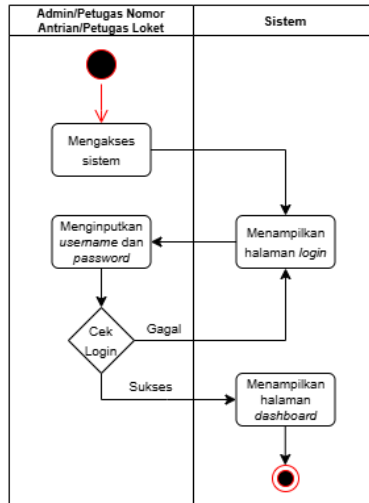 Admin/Petugas Nomor
Antrian/Petugas Loket
Sistem
Mengakses
sistem
Menampilkan
halaman login
Menginputkan
username dan
password
Cek
Login
Gagal
Sukses
Menampilkan
halaman
dashboard